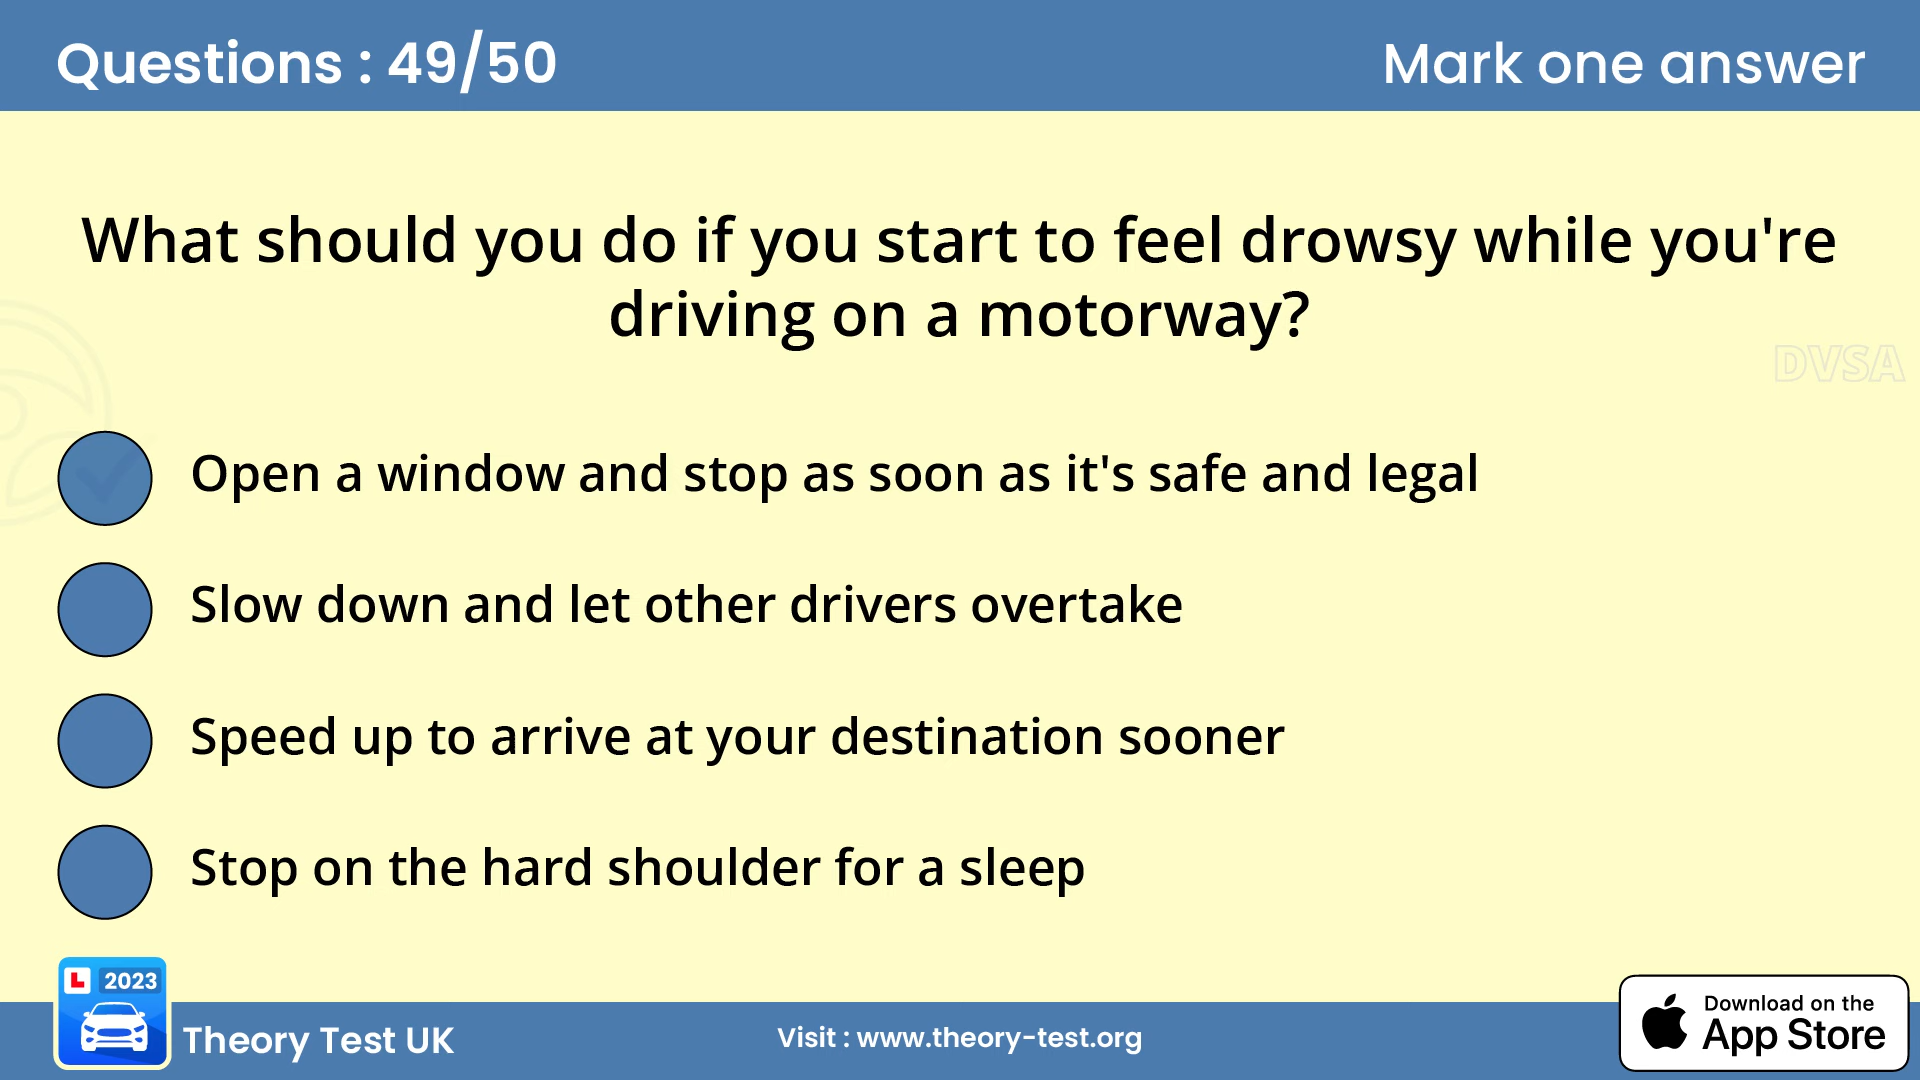 Questions : 49/50
Mark one answer
What should you do if you start to feel drowsy while you're
driving on a motorway?
DVSA
Open a window and stop as soon as it's safe and legal
Slow down and let other drivers overtake
Speed up to arrive at your destination sooner
Stop on the hard shoulder for a sleep
L 2023
Theory Test UK
Visit : www.theory-test.org
Download on the
App Store